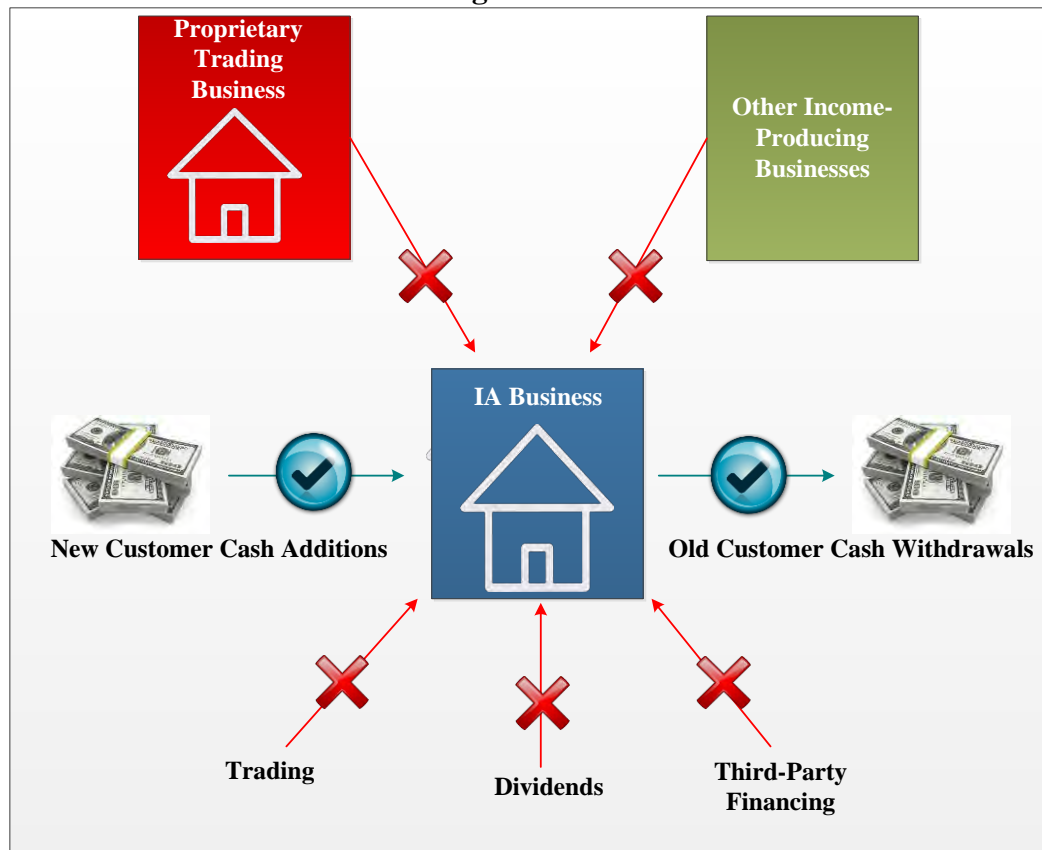 Proprietary
Trading
Business
Other Income-
Producing
Businesses
IA Business
New Customer Cash Additions
Old Customer Cash Withdrawals
Trading
Dividends
Third-Party
Financing